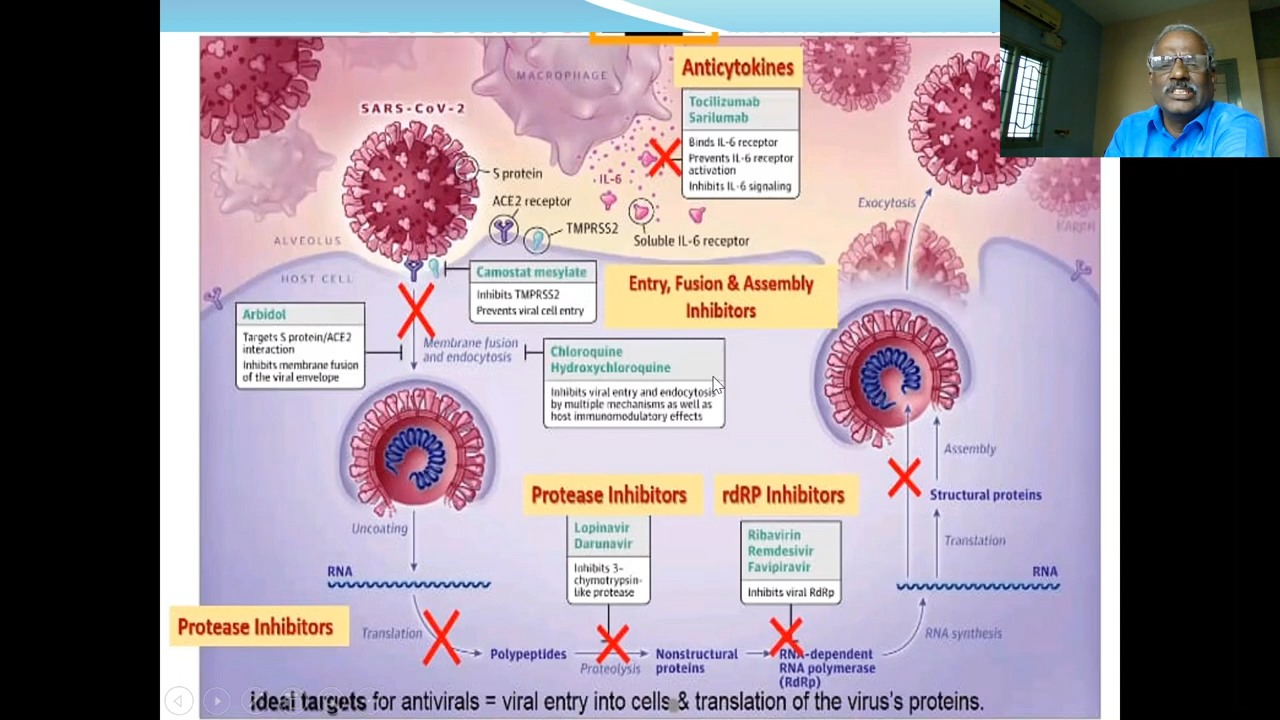 MACROPHAGE
Anticytokines
SARS-CoV-2
Tocilizumab
Sarilumab
Binds IL-6 receptor
Prevents IL-6 receptor
activation
Inhibits IL-6 signaling
S protein
IL-6
ACE2 receptor
TMPRSS2
Soluble IL-6 receptor
Exocytosis
ALVEOLUS
HOST CELL
Camostat mesylate
Inhibits TMPRSS2
Prevents viral cell entry
Entry, Fusion & Assembly
Inhibitors
Arbidol
Targets S protein/ACE2
interaction
Inhibits membrane fusion
of the viral envelope
Membrane fusion
and endocytosis
Chloroquine
Hydroxychloroquine
Inhibits viral entry and endocytosis
by multiple mechanisms as well as
host immunomodulatory effects
Assembly
Structural proteins
Translation
RNA
Protease Inhibitors
rdRP Inhibitors
Lopinavir
Darunavir
Inhibits 3-
chymotrypsin-
like protease
Ribavirin
Remdesivir
Favipiravir
Inhibits viral RdRp
Uncoating
RNA
Protease Inhibitors
Translation
Polypeptides
Proteolysis
Nonstructural
proteins
RNA-dependent
RNA polymerase
(RdRp)
RNA synthesis
Ideal targets for antivirals = viral entry into cells & translation of the virus's proteins.